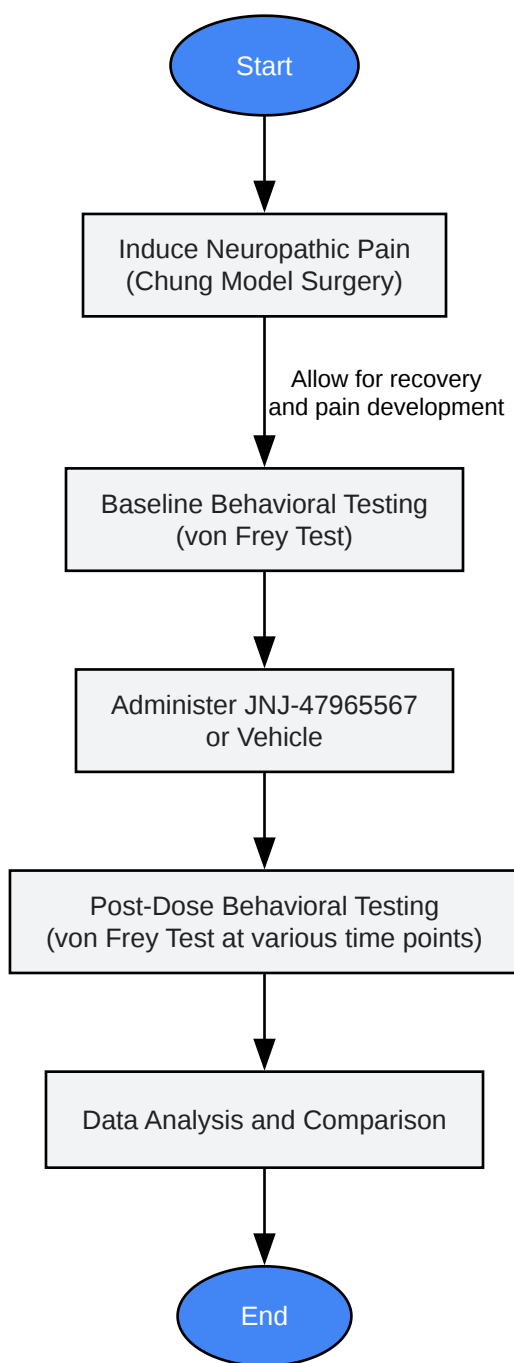 Start
Induce Neuropathic Pain
(Chung Model Surgery)
Allow for recovery
and pain development
Baseline Behavioral Testing
(von Frey Test)
Administer JNJ-47965567
or Vehicle
Post-Dose Behavioral Testing
(von Frey Test at various time points)
Data Analysis and Comparison
End